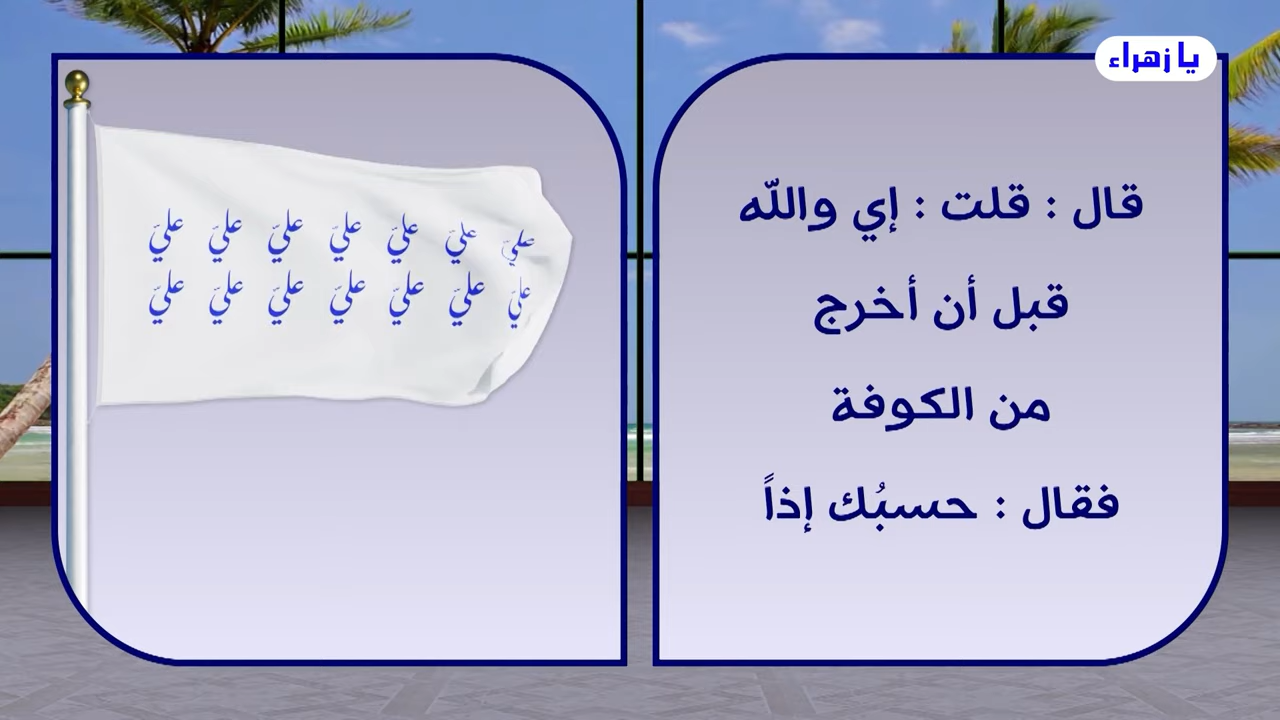 يا زهراء
قال : قلت : إي والله
قبل أن أخرج
من الكوفة
فقال : حسبُك إذاً
عليّ عليّ عليّ عليّ عليّ عليّ عليّ
عليّ عليّ عليّ عليّ عليّ عليّ عليّ